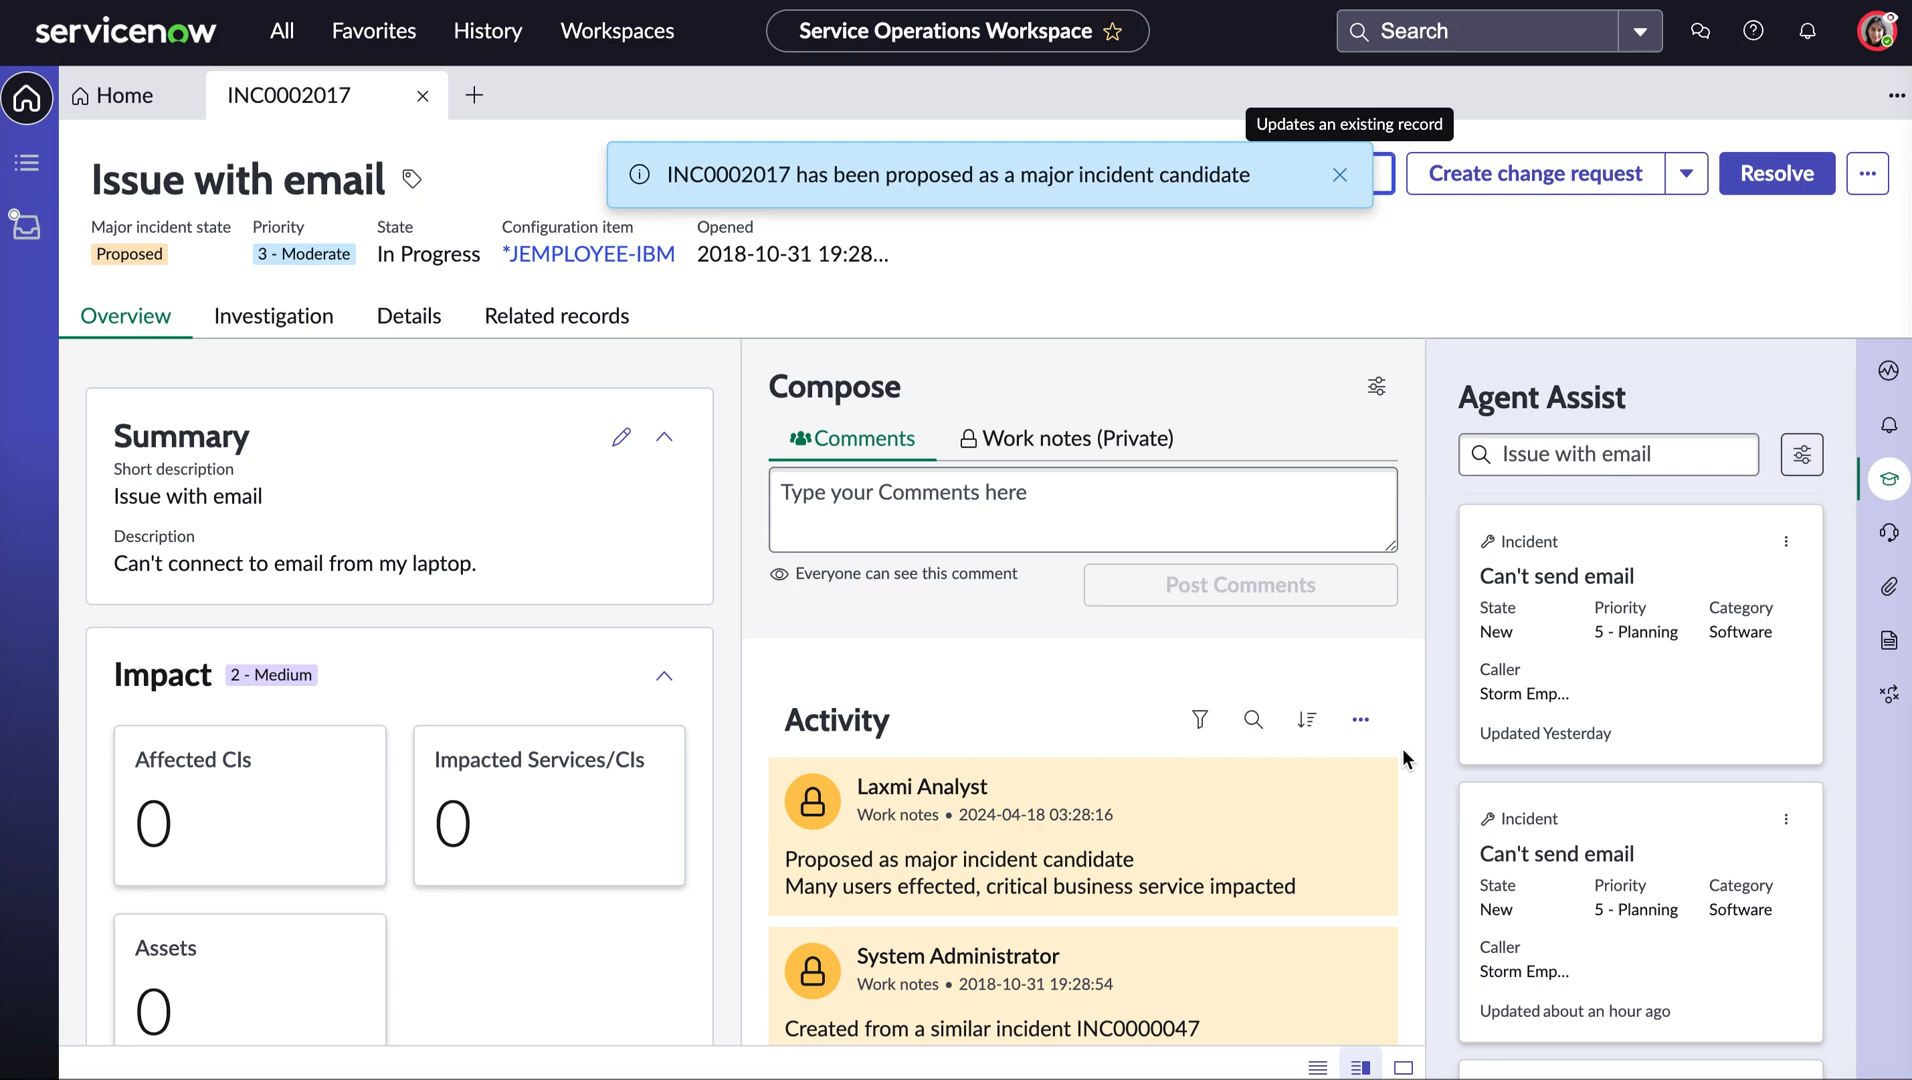 servicenow
All
Favorites
History
Workspaces
Service Operations Workspace
Search
Home
INC0002017
Updates an existing record
Issue with email
INC0002017 has been proposed as a major incident candidate
Create change request
Resolve
Major incident state
Proposed
Priority
3 - Moderate
State
In Progress
Configuration item
*JEMPLOYEE-IBM
Opened
2018-10-31 19:28...
Overview
Investigation
Details
Related records
Summary
Short description
Issue with email
Description
Can't connect to email from my laptop.
Impact
2 - Medium
Affected CIs
0
Impacted Services/CIs
0
Assets
0
Compose
Comments
Work notes (Private)
Type your Comments here
Everyone can see this comment
Post Comments
Activity
Laxmi Analyst
Work notes • 2024-04-18 03:28:16
Proposed as major incident candidate
Many users effected, critical business service impacted
System Administrator
Work notes • 2018-10-31 19:28:54
Created from a similar incident INC0000047
Agent Assist
Issue with email
Incident
Can't send email
State Priority Category
New 5 - Planning Software
Caller
Storm Emp...
Updated Yesterday
Incident
Can't send email
State Priority Category
New 5 - Planning Software
Caller
Storm Emp...
Updated about an hour ago